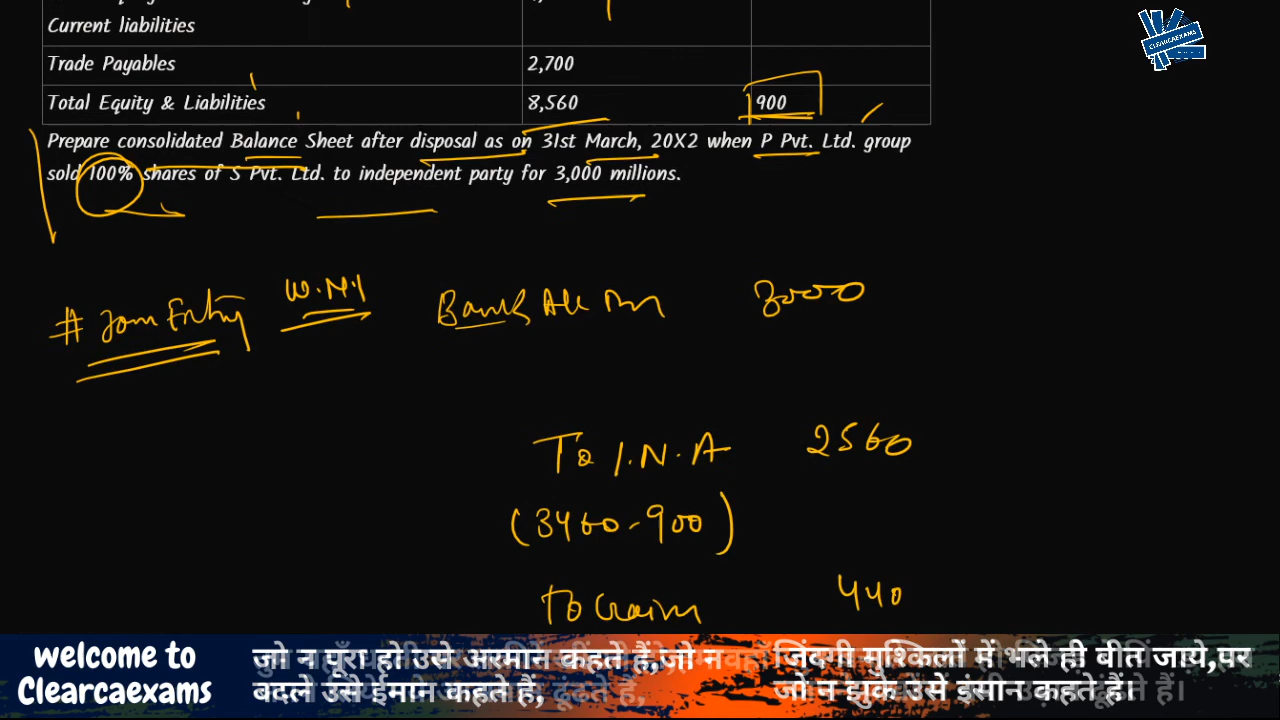 Current liabilities
Trade Payables 2,700
Total Equity & Liabilities 8,560 900
Prepare consolidated Balance Sheet after disposal as on 31st March, 20X2 when P Pvt. Ltd. group
sold 100% shares of S Pvt. Ltd. to independent party for 3,000 millions.
CLEARCAEXAMS
# Jour Entry W.N.1 Bank A/c Dr 3000
To I.N.A 2560
(3460-900)
To Gain 440
welcome to
Clearcaexams
जो न पूरा हो उसे अरमान कहते हैं,जो न
बदले उसे ईमान कहते हैं,
जिंदगी मुश्किलों में भले ही बीत जाये,पर
जो न झुके उसे इंसान कहते हैं।